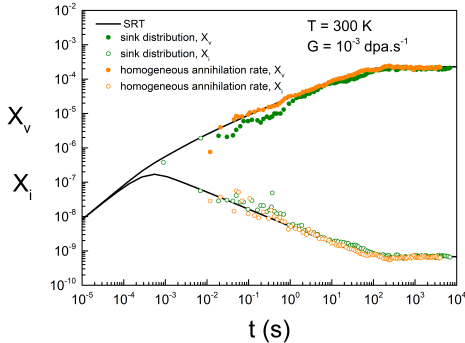 SRT
sink distribution, Xv
sink distribution, Xi
homogeneous annihilation rate, Xv
homogeneous annihilation rate, Xi
T = 300 K
G = 10⁻³ dpa.s⁻¹
Xv
Xi
10⁻²
10⁻³
10⁻⁴
10⁻⁵
10⁻⁶
10⁻⁷
10⁻⁸
10⁻⁹
10⁻¹⁰
10⁻⁵ 10⁻⁴ 10⁻³ 10⁻² 10⁻¹ 10⁰ 10¹ 10² 10³ 10⁴
t (s)